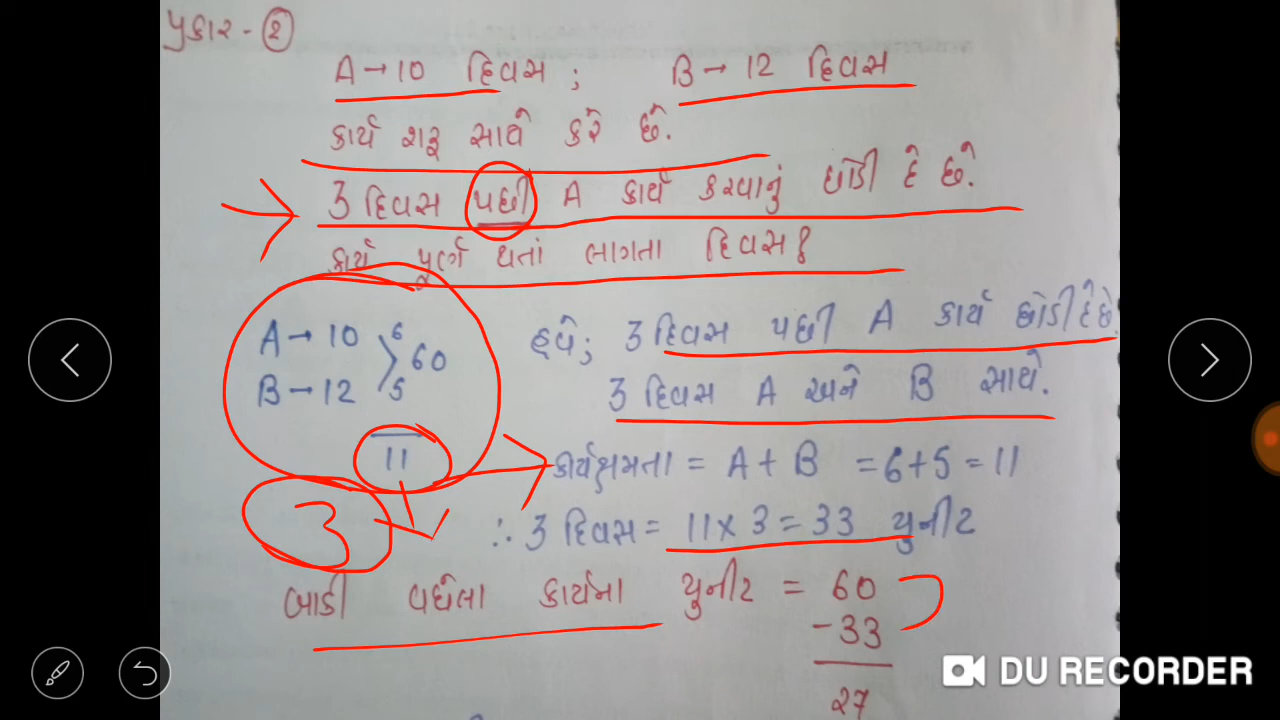 પ્રકાર - ②
A → 10 દિવસ ; B → 12 દિવસ
કાર્ય શરૂ સાથે કરે છે.
3 દિવસ પછી A કાર્ય કરવાનું છોડી દે છે.
કાર્ય પૂર્ણ થતાં લાગતા દિવસ?
A → 10 6
60
B → 12 5
11
3
હવે; 3 દિવસ પછી A કાર્ય છોડી દે છે.
3 દિવસ A અને B સાથે.
કાર્યક્ષમતા = A + B = 6 + 5 = 11
∴ 3 દિવસ = 11 × 3 = 33 યુનીટ
બાકી વધેલા કાર્યના યુનીટ = 60
- 33
27
DU RECORDER